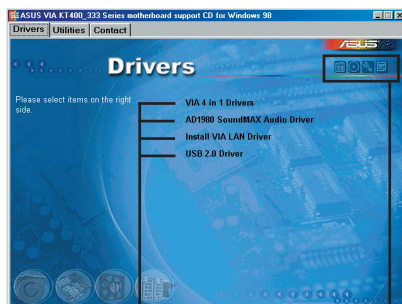 ASUS VIA KT400_333 Series motherboard support CD for Windows 98
Drivers Utilities Contact
ASUS
Drivers
Please select items on the right side.
VIA 4 in 1 Drivers
AD1980 SoundMAX Audio Driver
Install VIA LAN Driver
USB 2.0 Driver